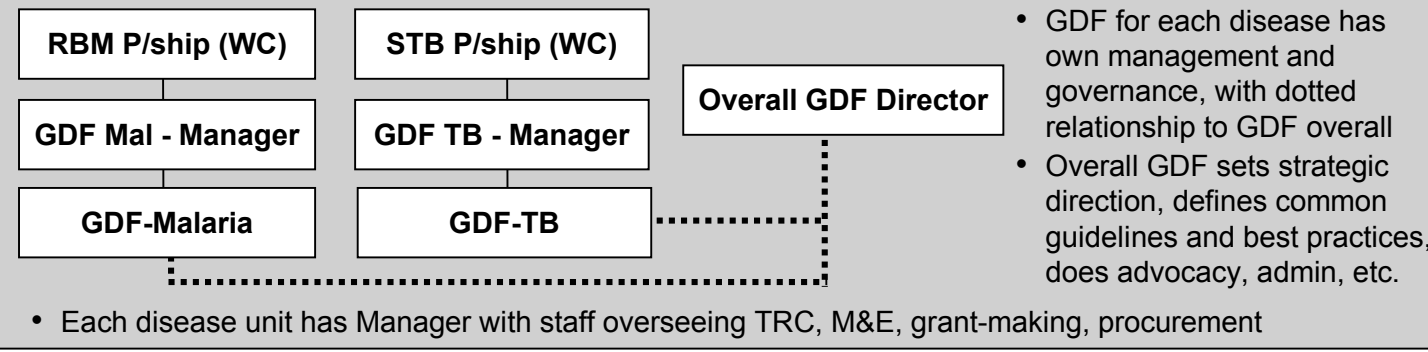 RBM P/ship (WC)
GDF Mal - Manager
GDF-Malaria
STB P/ship (WC)
GDF TB - Manager
GDF-TB
Overall GDF Director
• GDF for each disease has
own management and
governance, with dotted
relationship to GDF overall
• Overall GDF sets strategic
direction, defines common
guidelines and best practices,
does advocacy, admin, etc.
• Each disease unit has Manager with staff overseeing TRC, M&E, grant-making, procurement